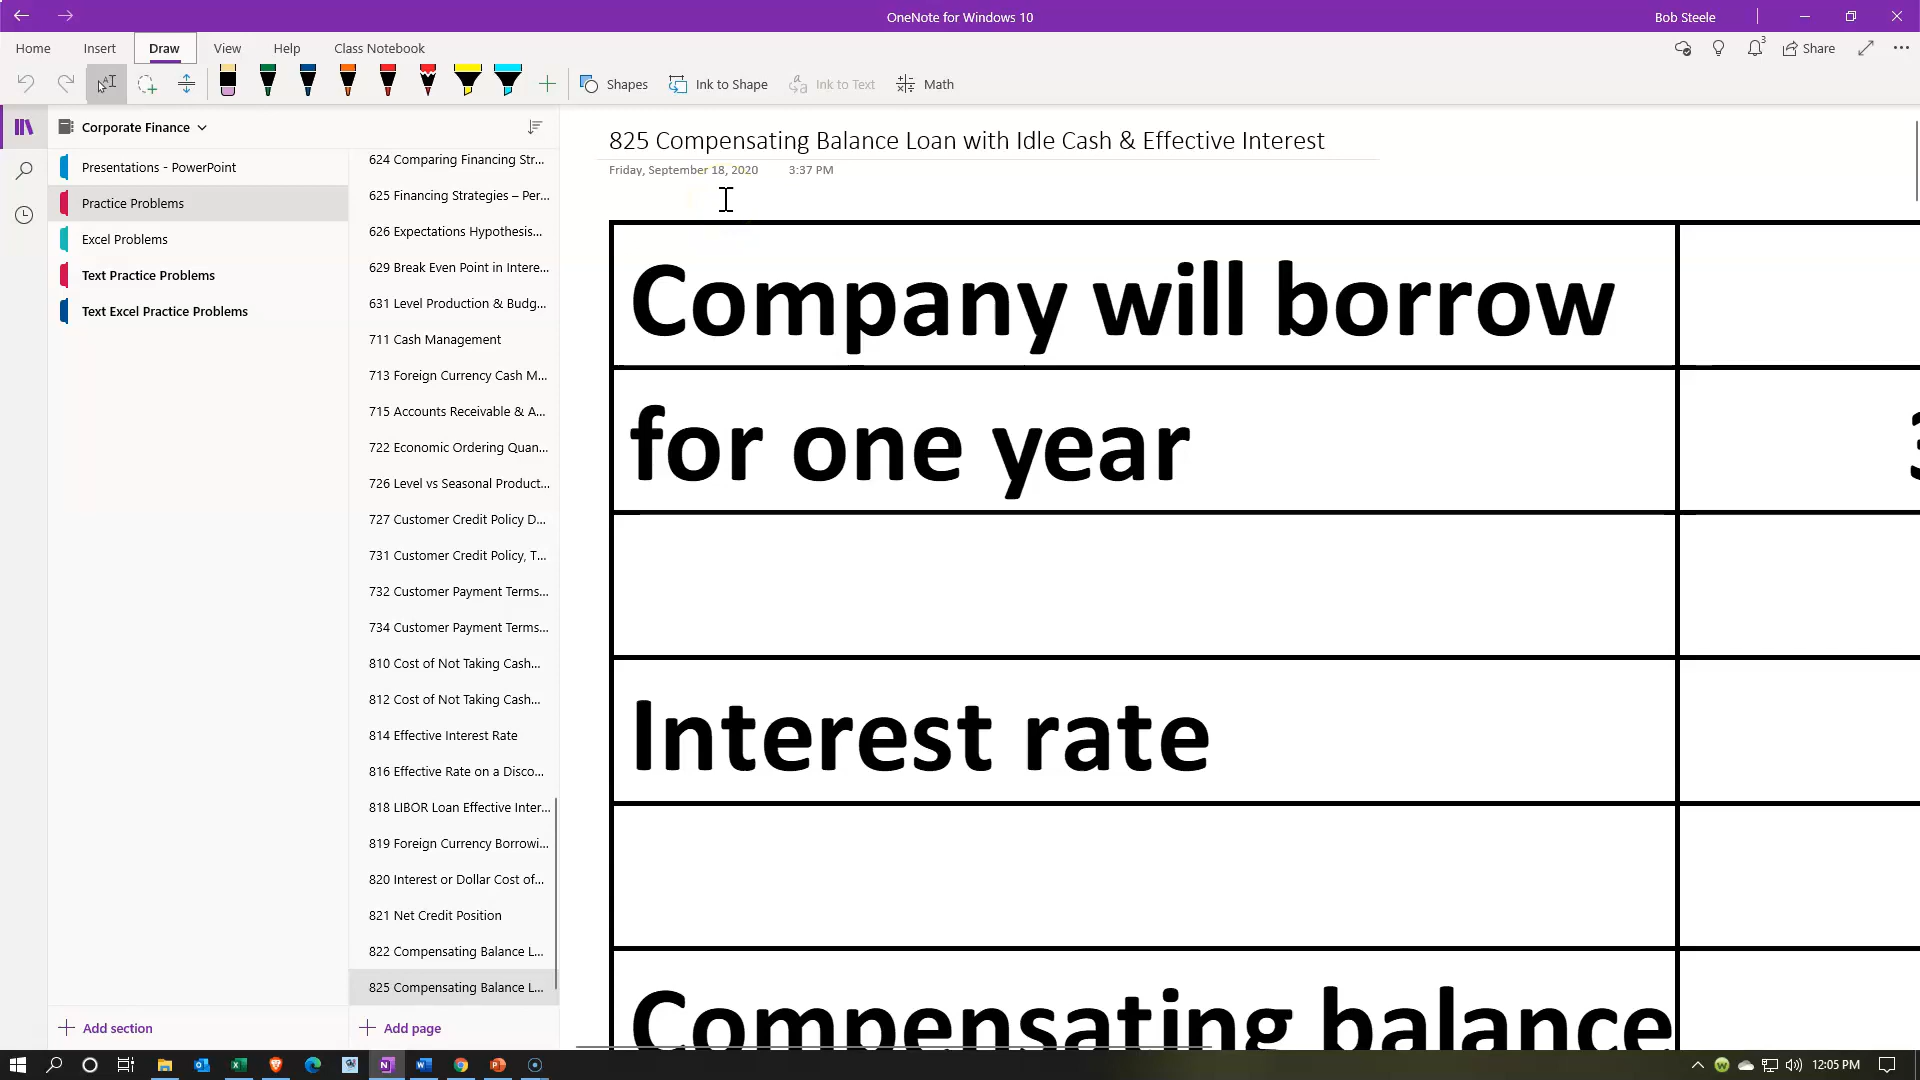 OneNote for Windows 10
Bob Steele
Home
Insert
Draw
View
Help
Class Notebook
3
Share
Shapes
Ink to Shape
Ink to Text
Math
Corporate Finance
Presentations - PowerPoint
Practice Problems
Excel Problems
Text Practice Problems
Text Excel Practice Problems
Add section
624 Comparing Financing Str...
625 Financing Strategies – Per...
626 Expectations Hypothesis...
629 Break Even Point in Intere...
631 Level Production & Budg...
711 Cash Management
713 Foreign Currency Cash M...
715 Accounts Receivable & A...
722 Economic Ordering Quan...
726 Level vs Seasonal Product...
727 Customer Credit Policy D...
731 Customer Credit Policy, T...
732 Customer Payment Terms...
734 Customer Payment Terms...
810 Cost of Not Taking Cash...
812 Cost of Not Taking Cash...
814 Effective Interest Rate
816 Effective Rate on a Disco...
818 LIBOR Loan Effective Inter...
819 Foreign Currency Borrowi...
820 Interest or Dollar Cost of...
821 Net Credit Position
822 Compensating Balance L...
825 Compensating Balance L...
Add page
825 Compensating Balance Loan with Idle Cash & Effective Interest
Friday, September 18, 2020 3:37 PM
Company will borrow
for one year
Interest rate
Compensating balance
12:05 PM